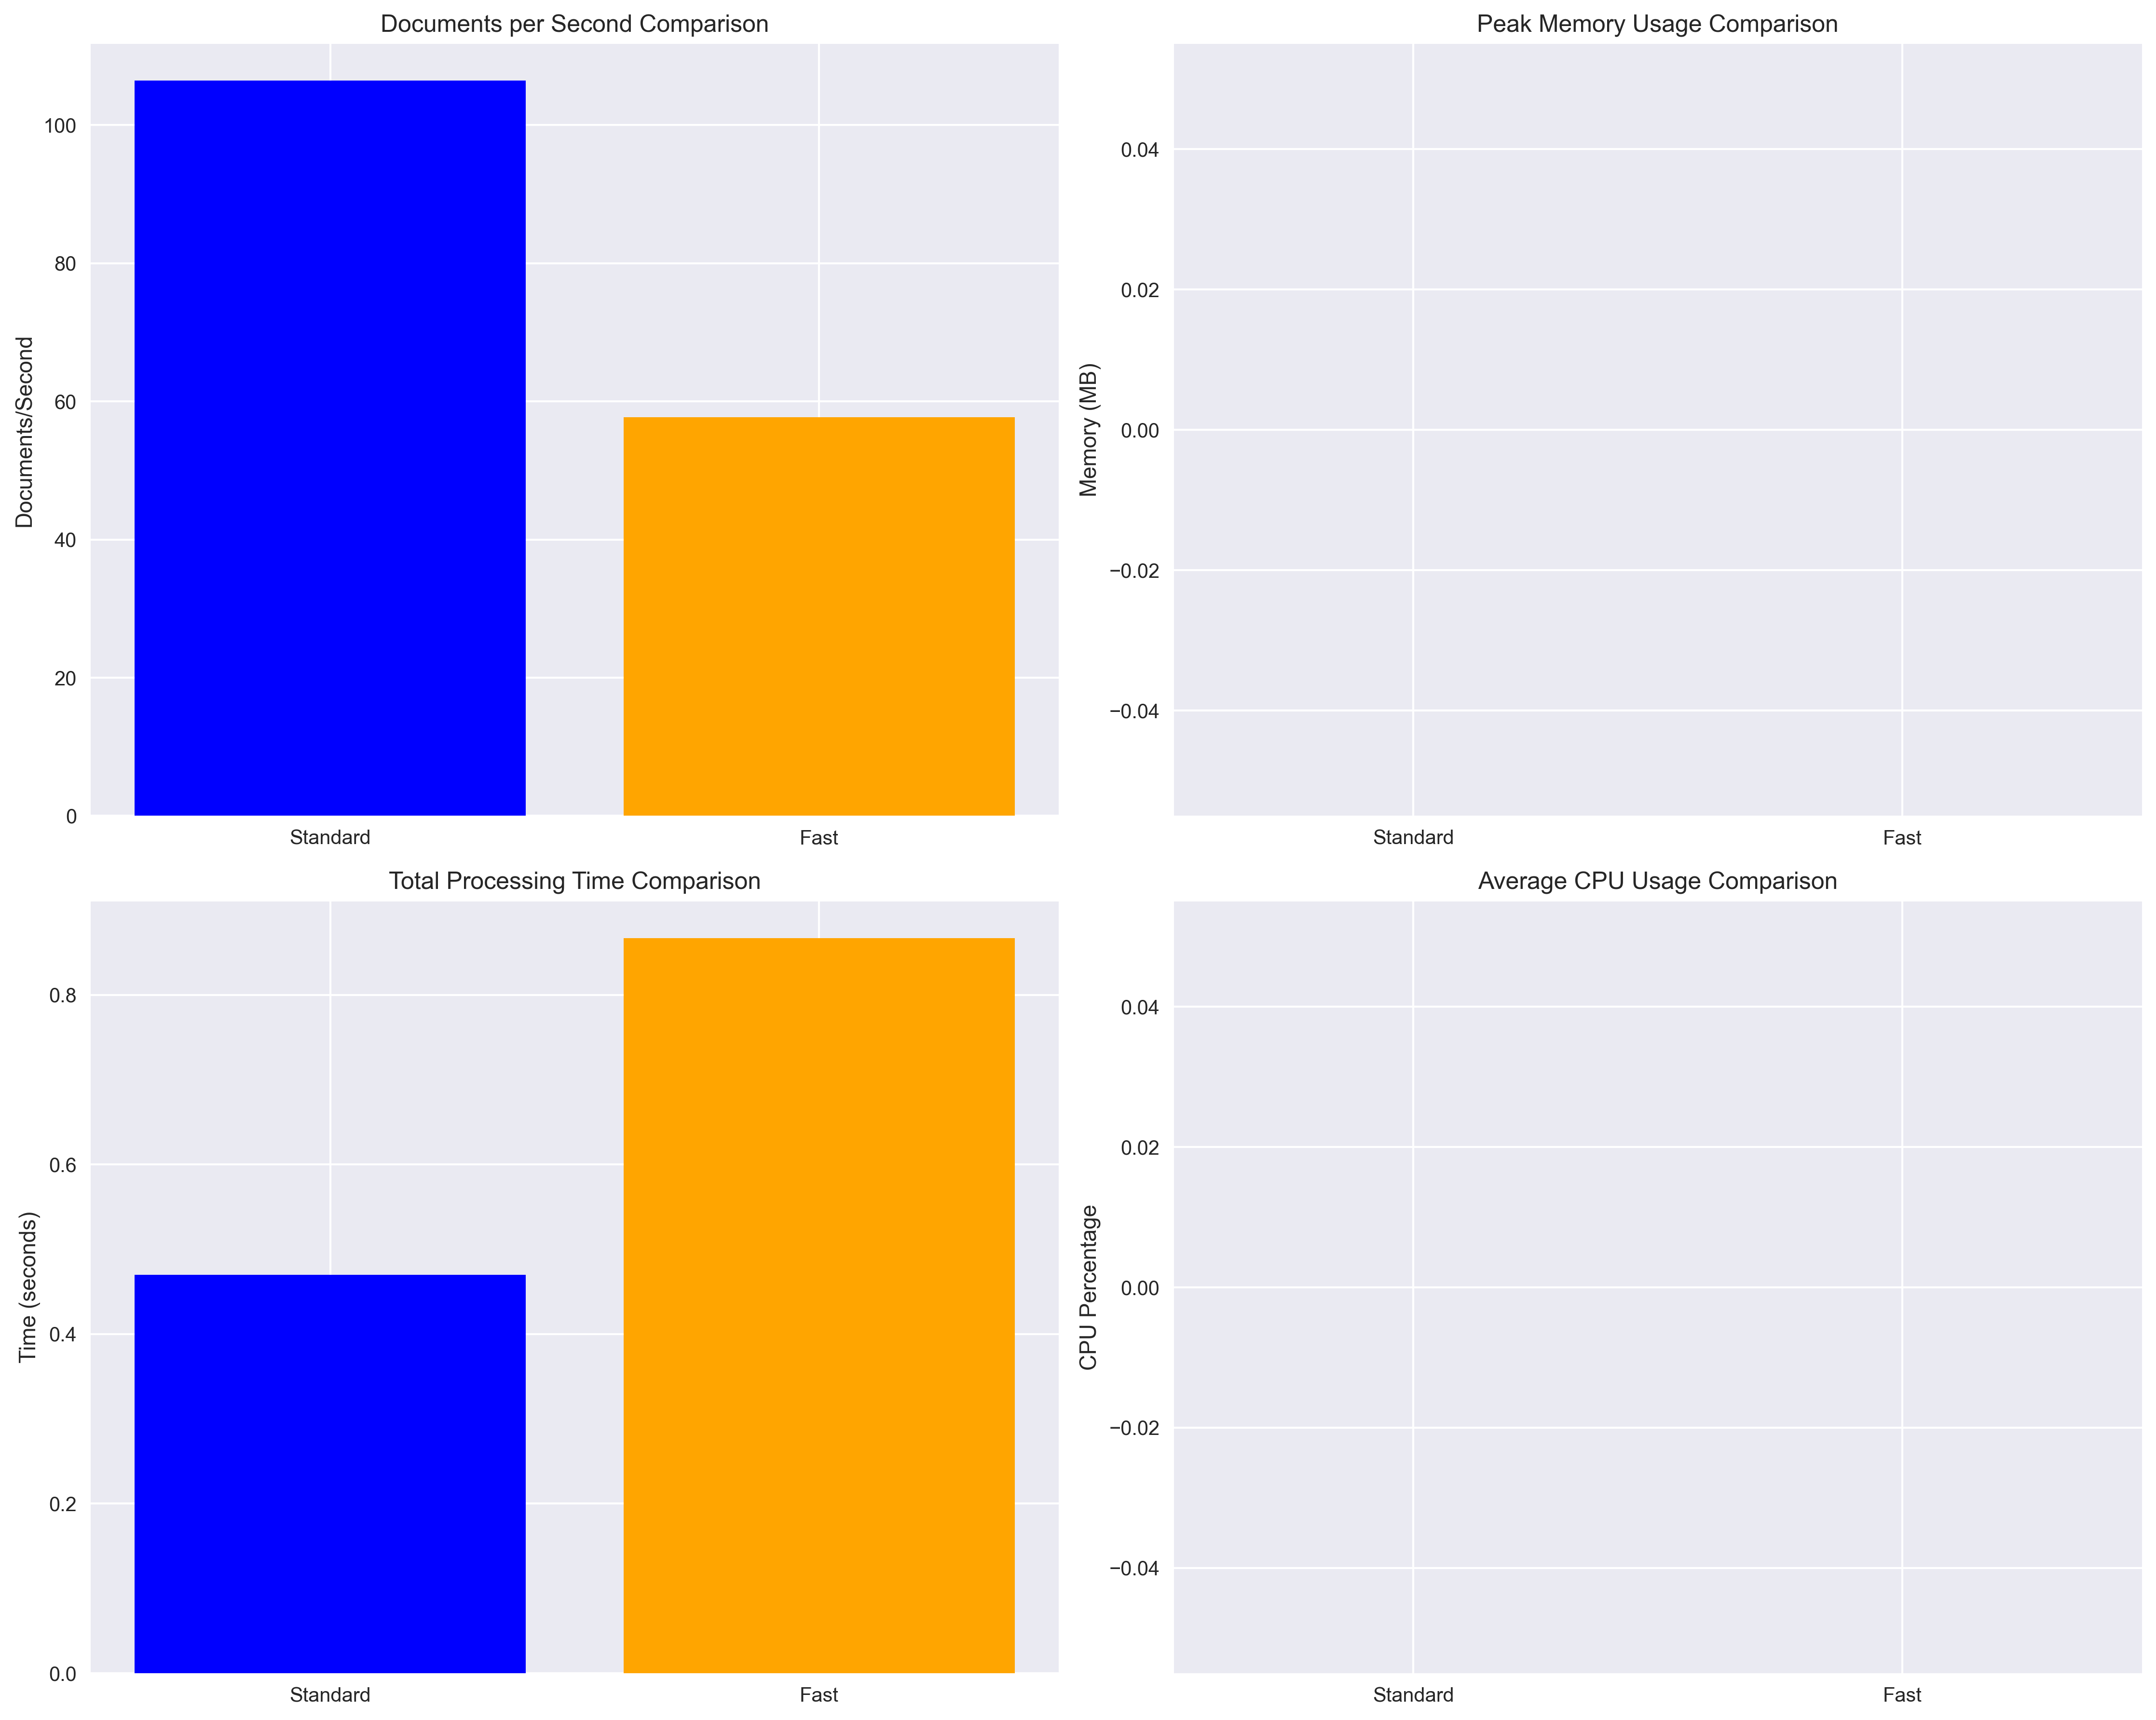 Documents per Second Comparison
Documents/Second
100
80
60
40
20
0
Standard
Fast
Peak Memory Usage Comparison
Memory (MB)
0.04
0.02
0.00
−0.02
−0.04
Standard
Fast
Total Processing Time Comparison
Time (seconds)
0.8
0.6
0.4
0.2
0.0
Standard
Fast
Average CPU Usage Comparison
CPU Percentage
0.04
0.02
0.00
−0.02
−0.04
Standard
Fast